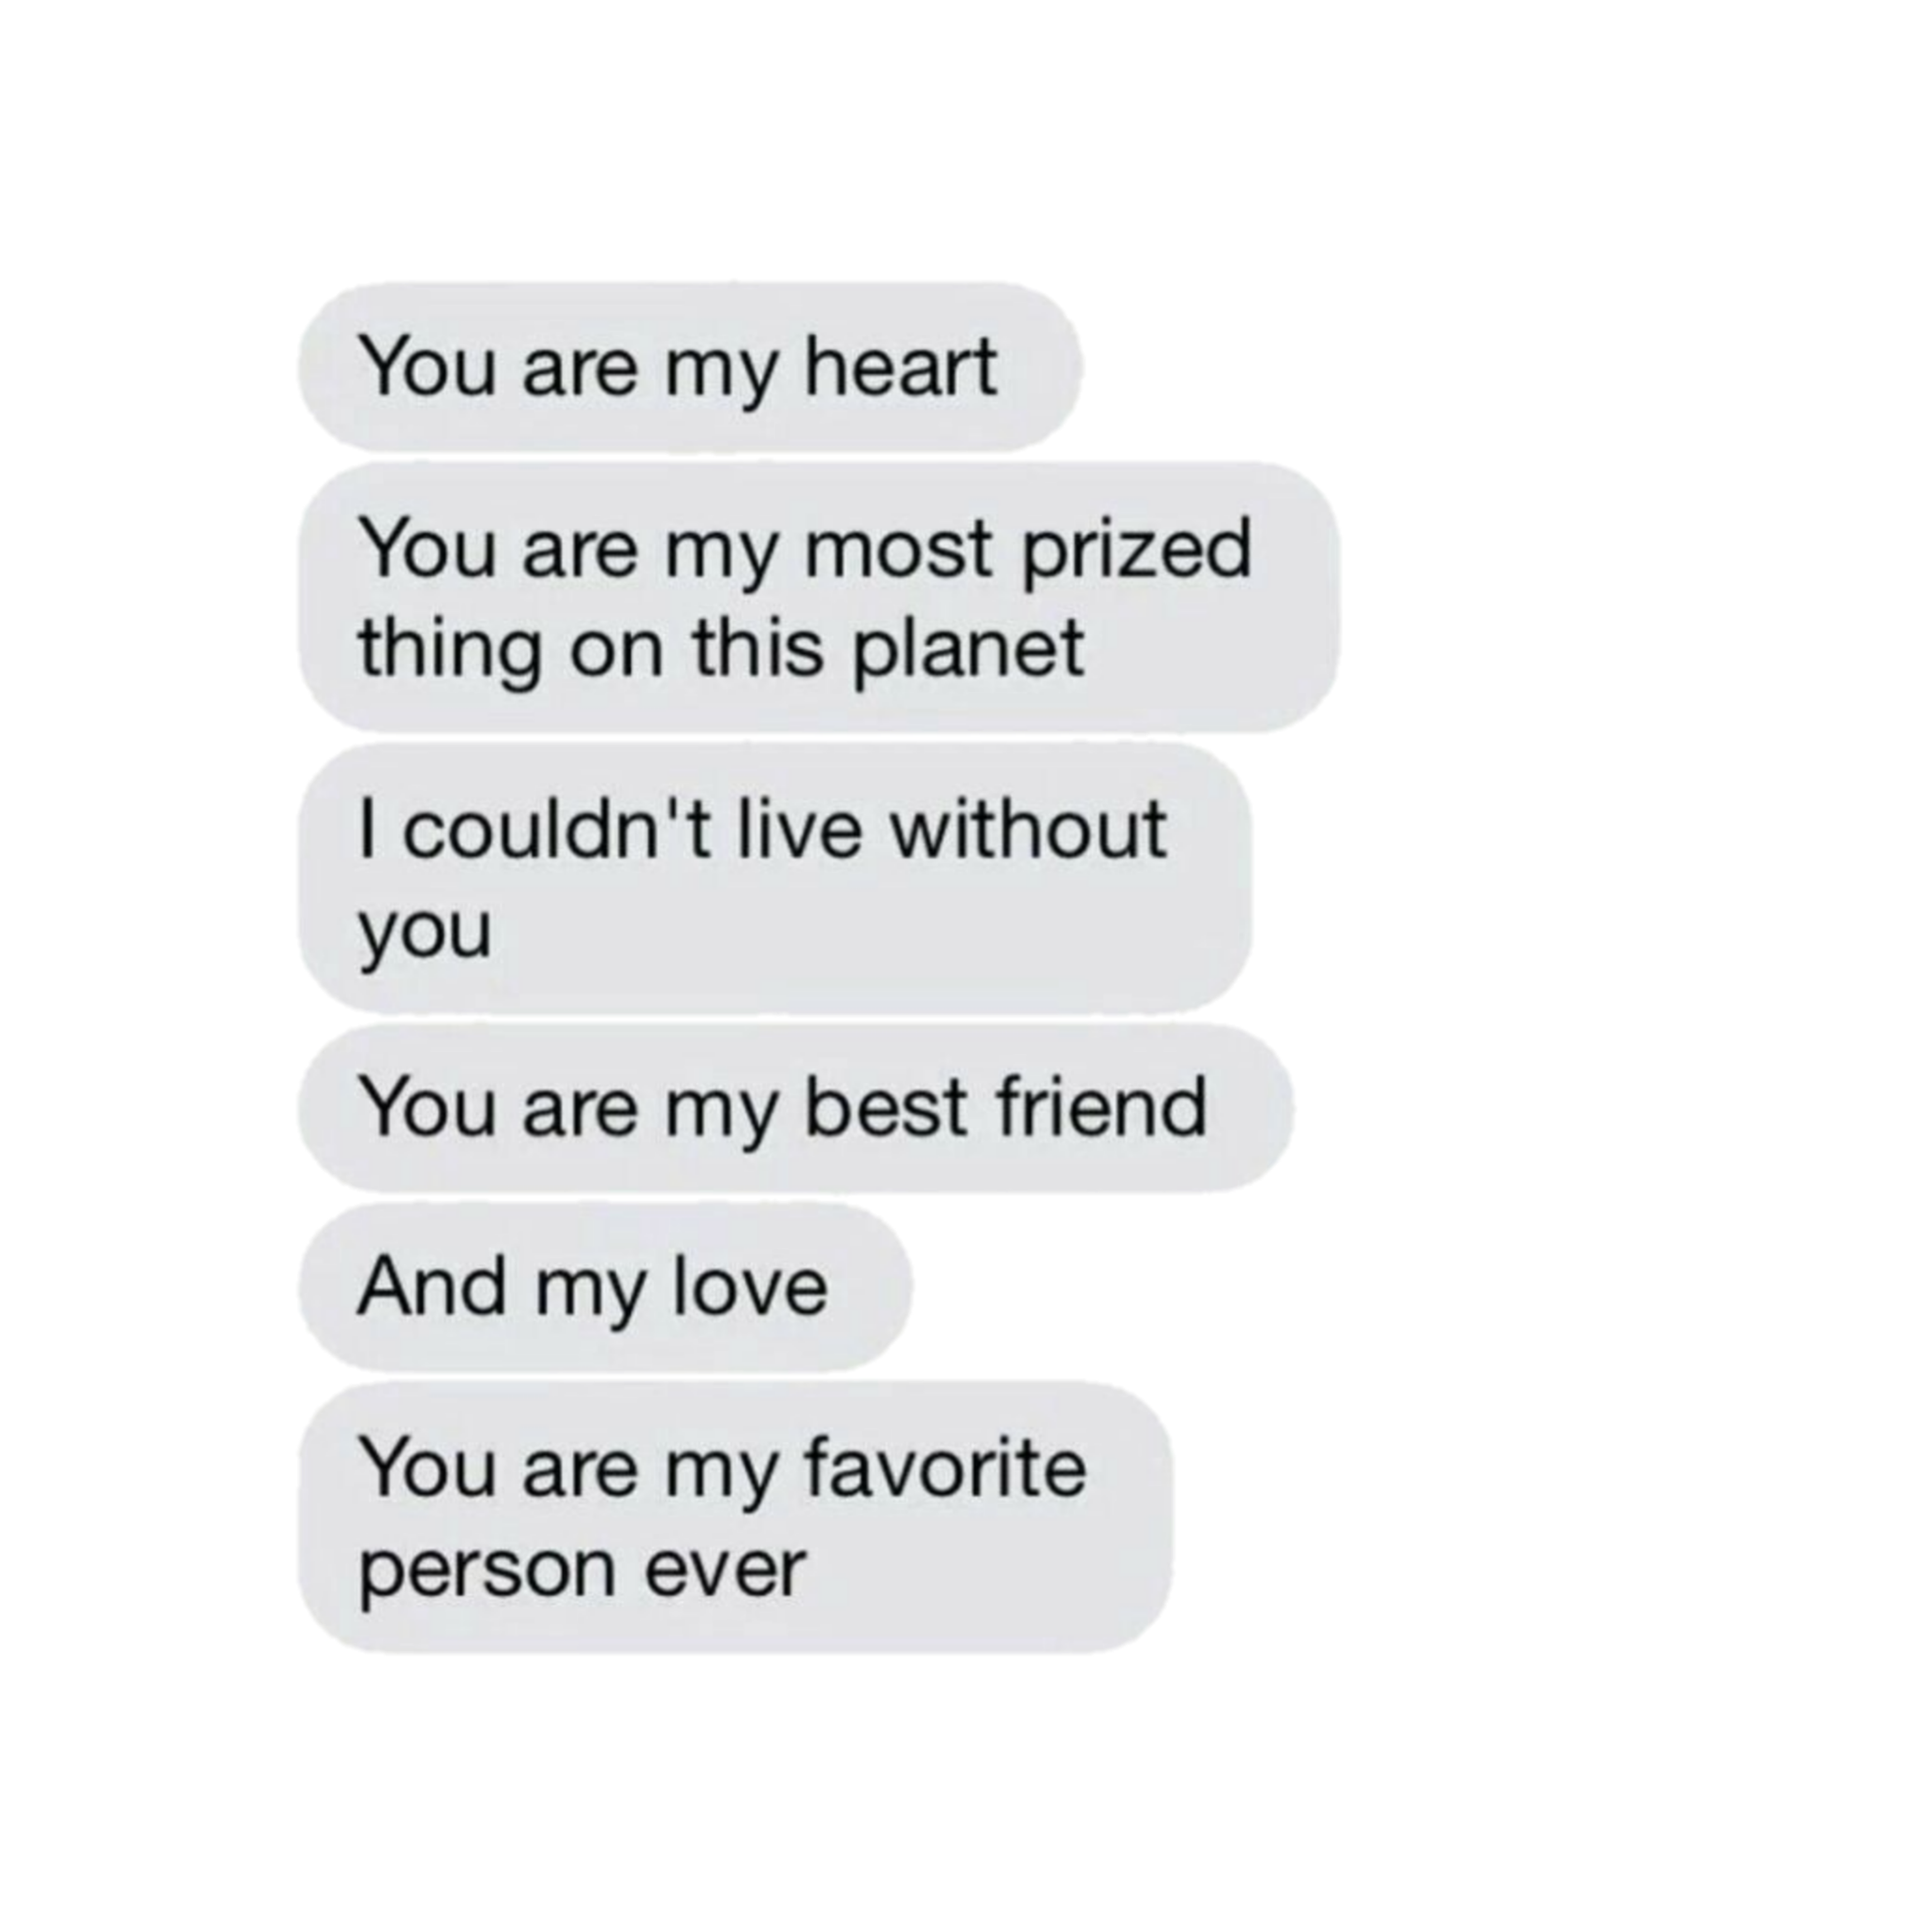 You are my heart
You are my most prized
thing on this planet
I couldn't live without
you
You are my best friend
And my love
You are my favorite
person ever